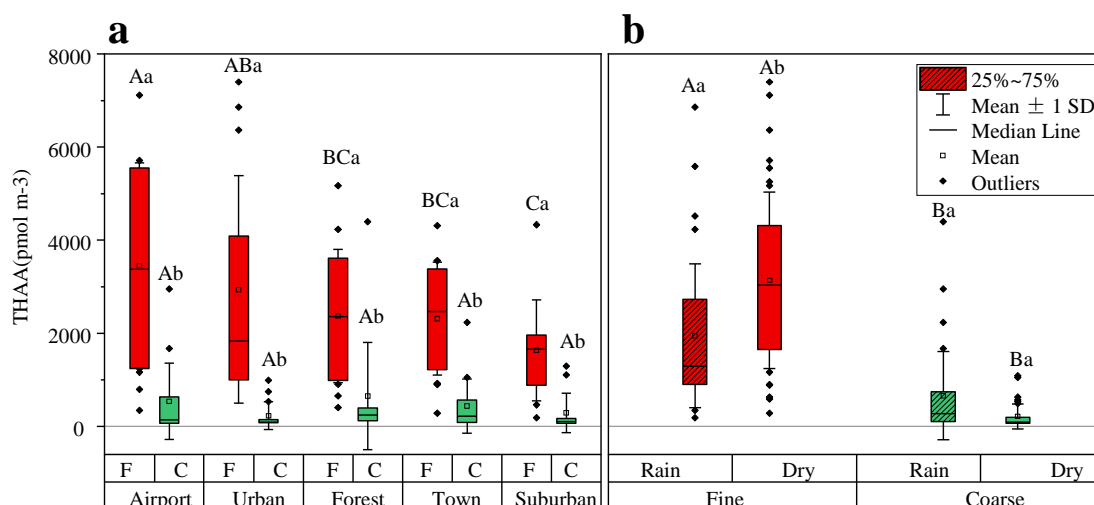 a
b
8000
6000
4000
2000
0
THAA(pmol m-3)
Aa
Ab
ABa
Ab
BCa
Ab
BCa
Ab
Ca
Ab
F C F C F C F C F C
Airport Urban Forest Town Suburban
Aa
Ab
Ba
Ba
25%~75%
Mean ± 1 SD
Median Line
Mean
Outliers
Rain Dry Rain Dry
Fine Coarse